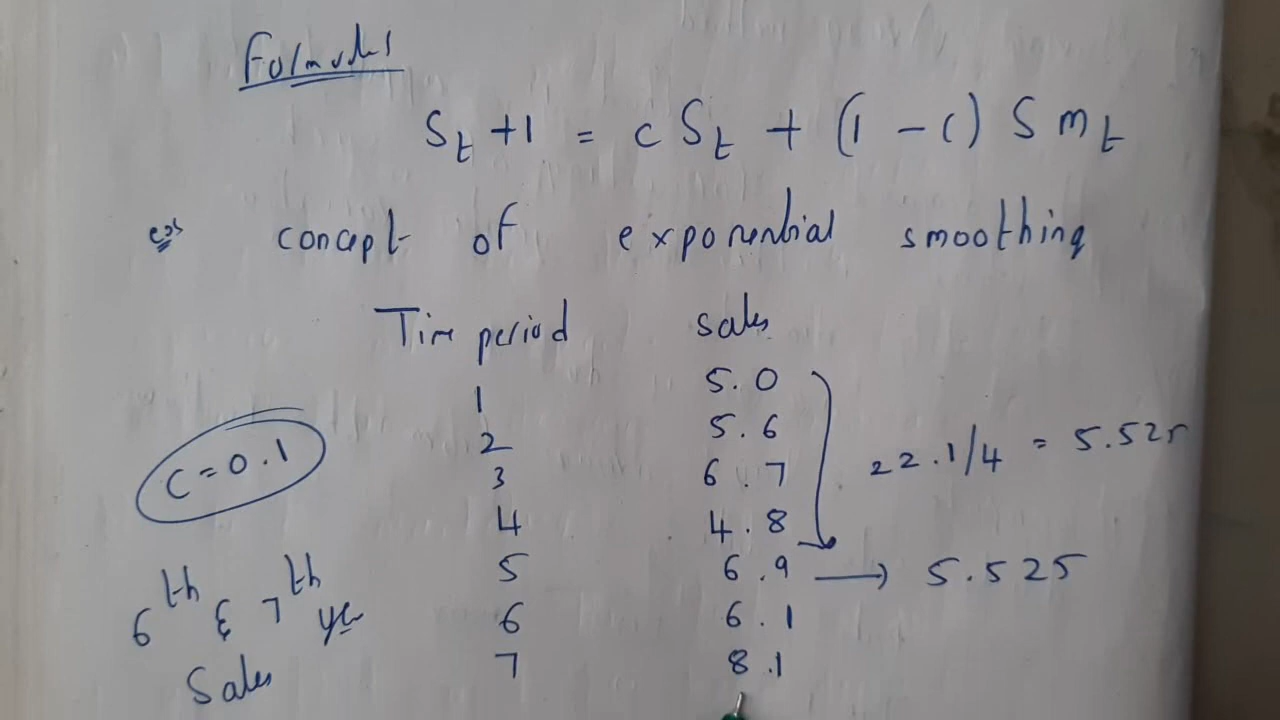 Formula
St +1 = c St + (1 - c) S mt
concept of exponential smoothing
Time period sales
1 5.0
2 5.6
3 6.7
4 4.8
22.1/4 = 5.525
5 6.9 → 5.525
6 6.1
7 8.1
C = 0.1
6th & 7th yr
Sales